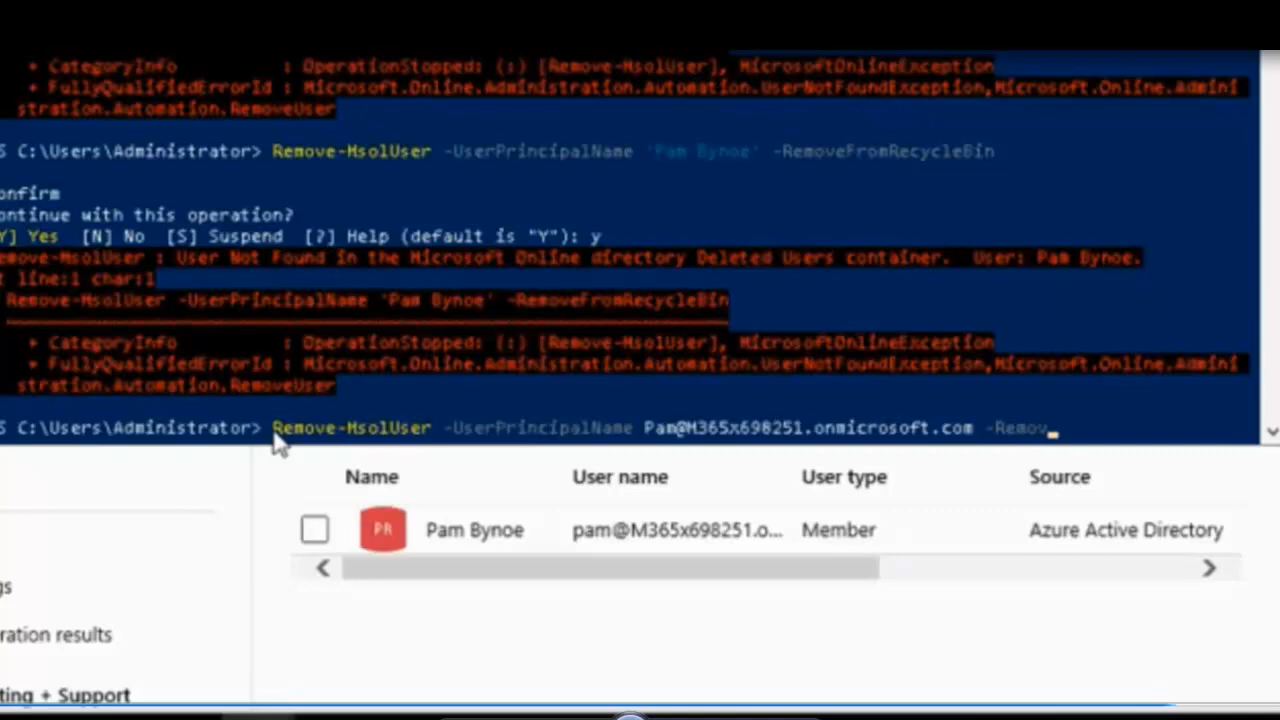 + CategoryInfo : OperationStopped: (:) [Remove-MsolUser], MicrosoftOnlineException
+ FullyQualifiedErrorId : Microsoft.Online.Administration.Automation.UserNotFoundException,Microsoft.Online.Admini
stration.Automation.RemoveUser
S C:\Users\Administrator> Remove-MsolUser -UserPrincipalName 'Pam Bynoe' -RemoveFromRecycleBin
onfirm
ontinue with this operation?
Y] Yes [N] No [S] Suspend [?] Help (default is "Y"): y
emove-MsolUser : User Not Found in the Microsoft Online directory Deleted Users container. User: Pam Bynoe.
t line:1 char:1
Remove-MsolUser -UserPrincipalName 'Pam Bynoe' -RemoveFromRecycleBin
+ CategoryInfo : OperationStopped: (:) [Remove-MsolUser], MicrosoftOnlineException
+ FullyQualifiedErrorId : Microsoft.Online.Administration.Automation.UserNotFoundException,Microsoft.Online.Admini
stration.Automation.RemoveUser
S C:\Users\Administrator> Remove-MsolUser -UserPrincipalName Pam@M365x698251.onmicrosoft.com -Remov_
Name User name User type Source
PR Pam Bynoe pam@M365x698251.o... Member Azure Active Directory
gs
ration results
ting + Support